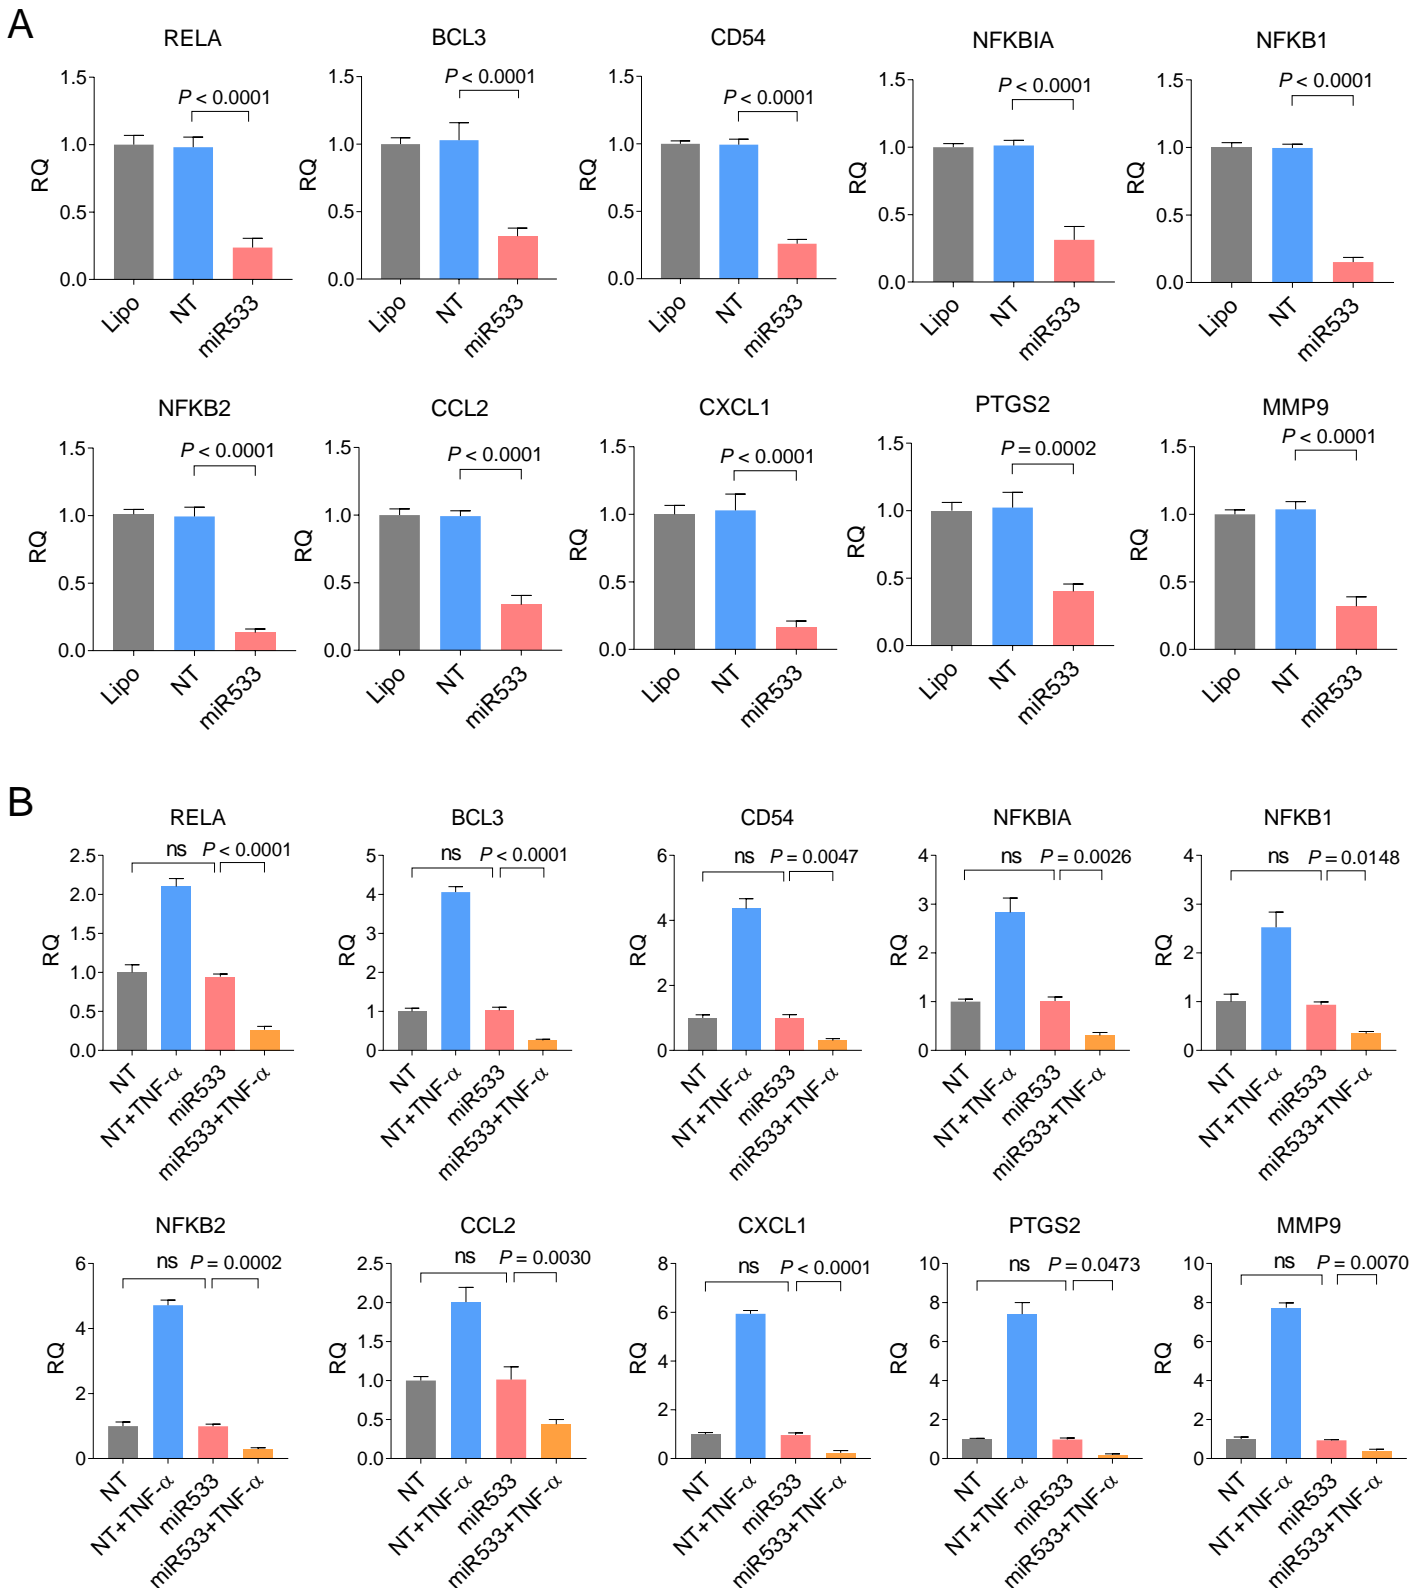 A
RELA
BCL3
CD54
NFKBIA
NFKB1
P < 0.0001
P < 0.0001
P < 0.0001
P < 0.0001
P < 0.0001
RQ
1.5
1.0
0.5
0.0
RQ
1.5
1.0
0.5
0.0
RQ
1.5
1.0
0.5
0.0
RQ
1.5
1.0
0.5
0.0
RQ
1.5
1.0
0.5
0.0
Lipo NT miR533
Lipo NT miR533
Lipo NT miR533
Lipo NT miR533
Lipo NT miR533
NFKB2
CCL2
CXCL1
PTGS2
MMP9
P < 0.0001
P < 0.0001
P < 0.0001
P = 0.0002
P < 0.0001
RQ
1.5
1.0
0.5
0.0
RQ
1.5
1.0
0.5
0.0
RQ
1.5
1.0
0.5
0.0
RQ
1.5
1.0
0.5
0.0
RQ
1.5
1.0
0.5
0.0
Lipo NT miR533
Lipo NT miR533
Lipo NT miR533
Lipo NT miR533
Lipo NT miR533
B
RELA
BCL3
CD54
NFKBIA
NFKB1
ns P < 0.0001
ns P < 0.0001
ns P = 0.0047
ns P = 0.0026
ns P = 0.0148
RQ
2.5
2.0
1.5
1.0
0.5
0.0
RQ
5
4
3
2
1
0
RQ
6
4
2
0
RQ
4
3
2
1
0
RQ
4
3
2
1
0
NT NT+TNF-α miR533 miR533+TNF-α
NT NT+TNF-α miR533 miR533+TNF-α
NT NT+TNF-α miR533 miR533+TNF-α
NT NT+TNF-α miR533 miR533+TNF-α
NT NT+TNF-α miR533 miR533+TNF-α
NFKB2
CCL2
CXCL1
PTGS2
MMP9
ns P = 0.0002
ns P = 0.0030
ns P < 0.0001
ns P = 0.0473
ns P = 0.0070
RQ
6
4
2
0
RQ
2.5
2.0
1.5
1.0
0.5
0.0
RQ
8
6
4
2
0
RQ
10
8
6
4
2
0
RQ
10
8
6
4
2
0
NT NT+TNF-α miR533 miR533+TNF-α
NT NT+TNF-α miR533 miR533+TNF-α
NT NT+TNF-α miR533 miR533+TNF-α
NT NT+TNF-α miR533 miR533+TNF-α
NT NT+TNF-α miR533 miR533+TNF-α